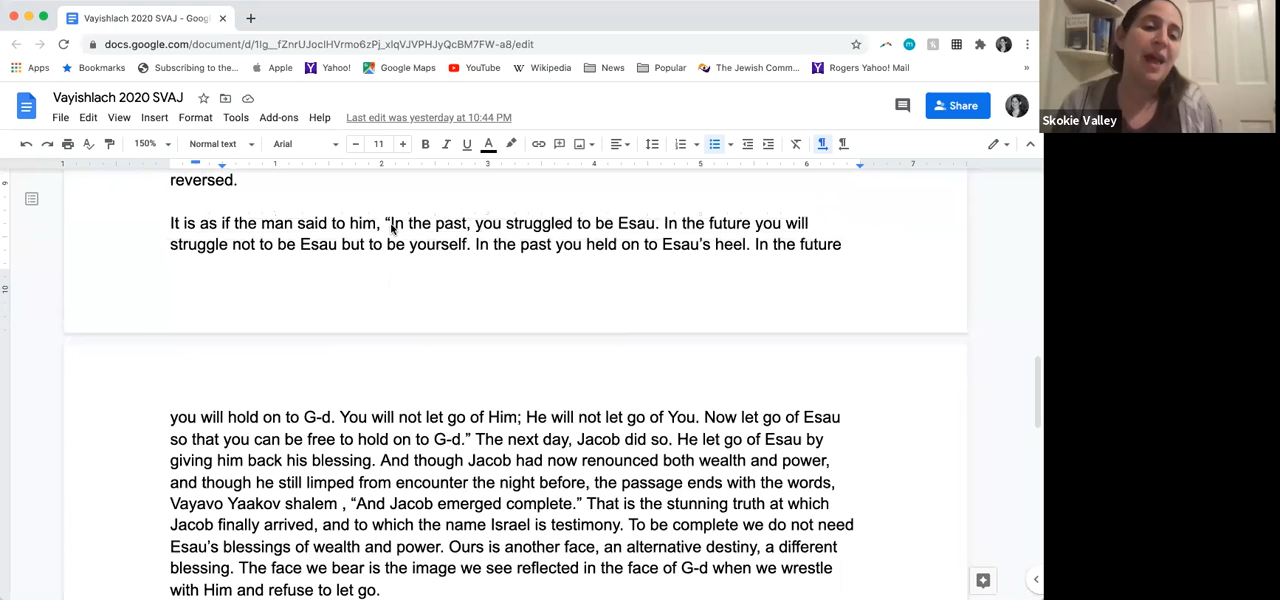 Vayishlach 2020 SVAJ - Googl
docs.google.com/document/d/1lg__fZnrUJoclHVrmo6zPj_xlqVJVPHJyQcBM7FW-a8/edit
Apps Bookmarks Subscribing to the... Apple Yahoo! Google Maps YouTube Wikipedia News Popular The Jewish Comm... Rogers Yahoo! Mail »
Vayishlach 2020 SVAJ
Share
File Edit View Insert Format Tools Add-ons Help Last edit was yesterday at 10:44 PM
150% Normal text Arial 11 B I U A
1 1 2 3 4 5 6 7
reversed.
It is as if the man said to him, “In the past, you struggled to be Esau. In the future you will
struggle not to be Esau but to be yourself. In the past you held on to Esau’s heel. In the future
you will hold on to G-d. You will not let go of Him; He will not let go of You. Now let go of Esau
so that you can be free to hold on to G-d.” The next day, Jacob did so. He let go of Esau by
giving him back his blessing. And though Jacob had now renounced both wealth and power,
and though he still limped from encounter the night before, the passage ends with the words,
Vayavo Yaakov shalem , “And Jacob emerged complete.” That is the stunning truth at which
Jacob finally arrived, and to which the name Israel is testimony. To be complete we do not need
Esau’s blessings of wealth and power. Ours is another face, an alternative destiny, a different
blessing. The face we bear is the image we see reflected in the face of G-d when we wrestle
with Him and refuse to let go.
9
10
Skokie Valley